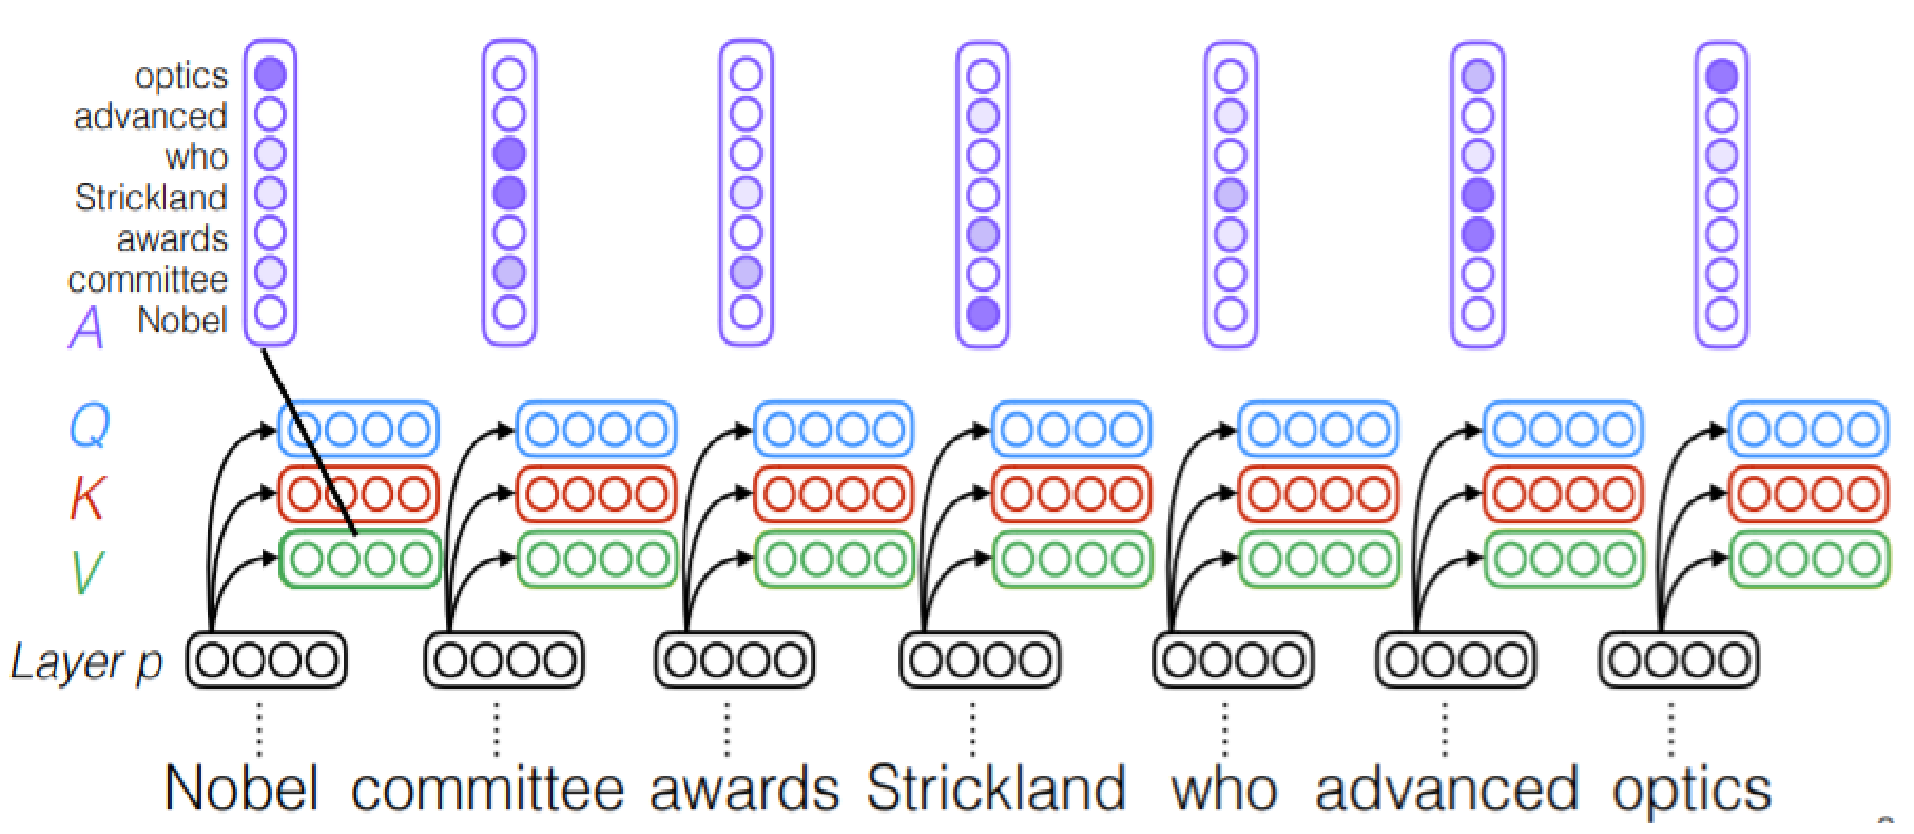 optics
advanced
who
Strickland
awards
committee
A Nobel
Q
K
V
Layer p
Nobel committee awards Strickland who advanced optics